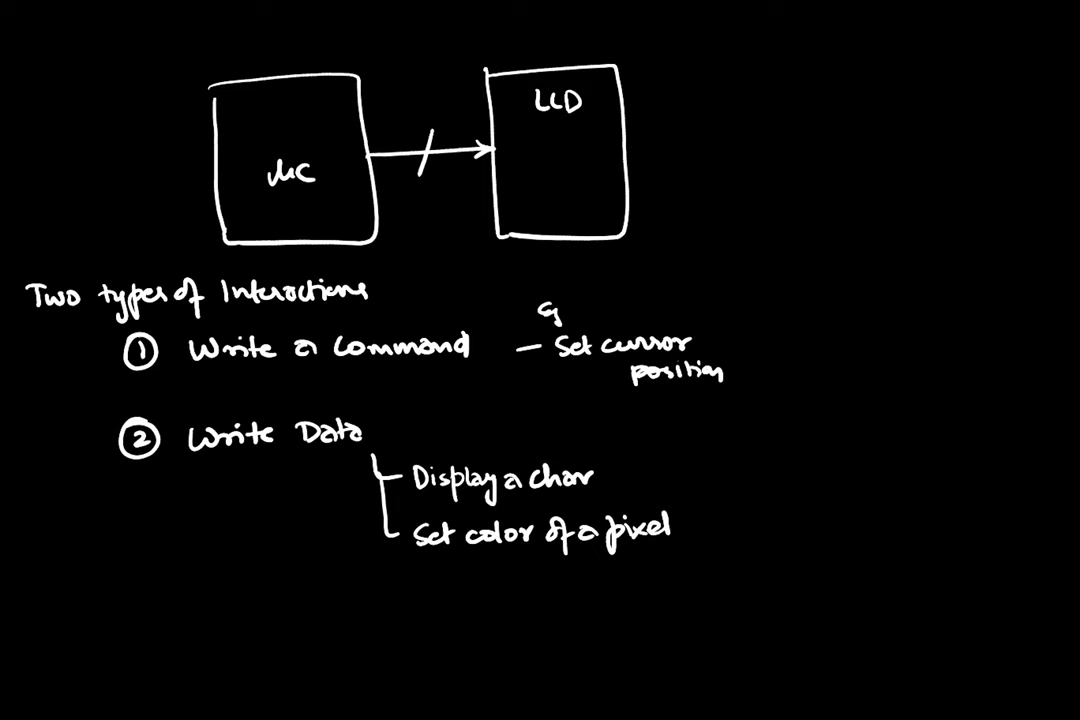 LCD
μC
Two types of Interactions
Eg
① Write a command — Set cursor
position
② Write Data
Display a char
Set color of a pixel